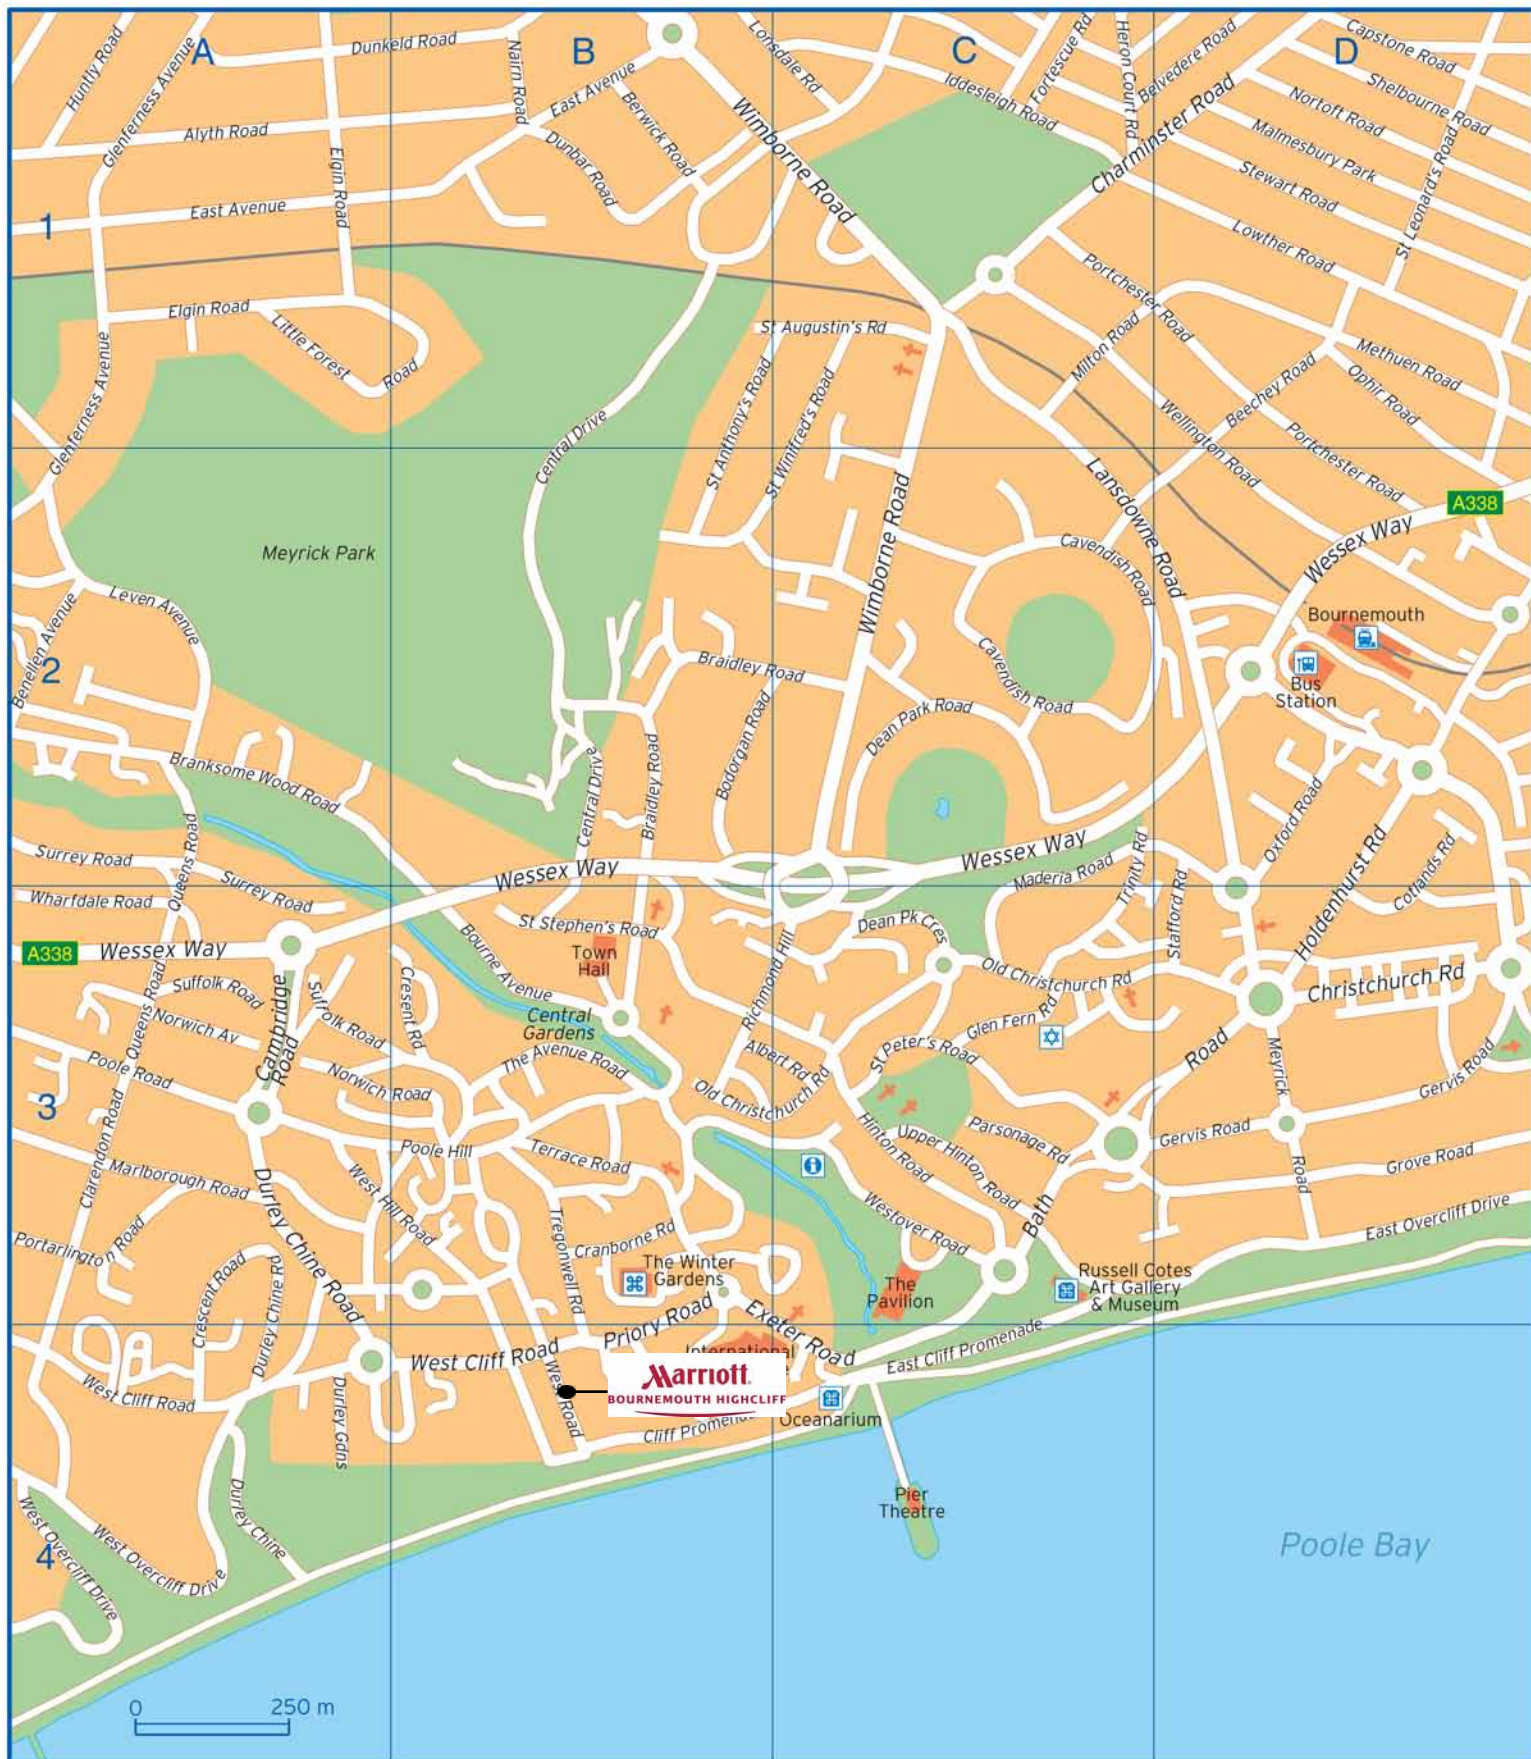 A
B
C
D
Huntly Road
Glenferness Avenue
Dunkeld Road
Nairn Road
East Avenue
Berwick Road
Lonsdale Rd
Iddesleigh Road
Fortescue Rd
Heron Court Rd
Belvedere Road
Charminster Road
Capstone Road
Shelbourne Road
Nortoft Road
Malmesbury Park
Stewart Road
St Leonard's Road
Lowther Road
Alyth Road
Elgin Road
Dunbar Road
Wimborne Road
1
East Avenue
Elgin Road
Little Forest
Road
Glenferness Avenue
Central Drive
St Augustin's Rd
St Anthony's Road
St Winifred's Road
Portchester Road
Milton Road
Methuen Road
Ophir Road
Beechey Road
Wellington Road
Portchester Road
Lansdowne Road
A338
Wessex Way
Meyrick Park
Wimborne Road
Cavendish Road
Leven Avenue
Benellen Avenue
2
Braidley Road
Bodorgan Road
Cavendish Road
Cavendish Road
Dean Park Road
Bournemouth
Bus
Station
Branksome Wood Road
Central Drive
Braidley Road
Oxford Road
Holdenhurst Rd
Cotlands Rd
Surrey Road
Queens Road
Surrey Road
Wharfdale Road
Wessex Way
Wessex Way
Maderia Road
Trinity Rd
Stafford Rd
A338
Wessex Way
St Stephen's Road
Town
Hall
Bourne Avenue
Dean Pk Cres
Richmond Hill
Old Christchurch Rd
Christchurch Rd
Suffolk Road
Queens Road
Norwich Av
Cambridge
Road
Suffolk Road
Cresent Rd
Central
Gardens
Glen Fern Rd
St Peter's Road
Albert Rd
Meyrick
Road
Gervis Road
Poole Road
The Avenue Road
Norwich Road
Old Christchurch Rd
3
Clarendon Road
Poole Hill
Terrace Road
Hinton Road
Upper Hinton Road
Parsonage Rd
Road
Gervis Road
Grove Road
Marlborough Road
Durley Chine Road
West Hill Road
Tregonwell Rd
Cranborne Rd
Westover Road
Bath
East Overcliff Drive
Portarlington Road
Crescent Road
Durley Chine Rd
The Winter
Gardens
The
Pavilion
Russell Cotes
Art Gallery
& Museum
Priory Road
Exeter Road
International
West Cliff Road
East Cliff Promenade
Marriott
BOURNEMOUTH HIGHCLIFF
West Cliff Road
Durley Gdns
West Road
Cliff Promenade
Oceanarium
Durley Chine
Pier
Theatre
West Overcliff Drive
West Overcliff Drive
4
Poole Bay
0
250 m